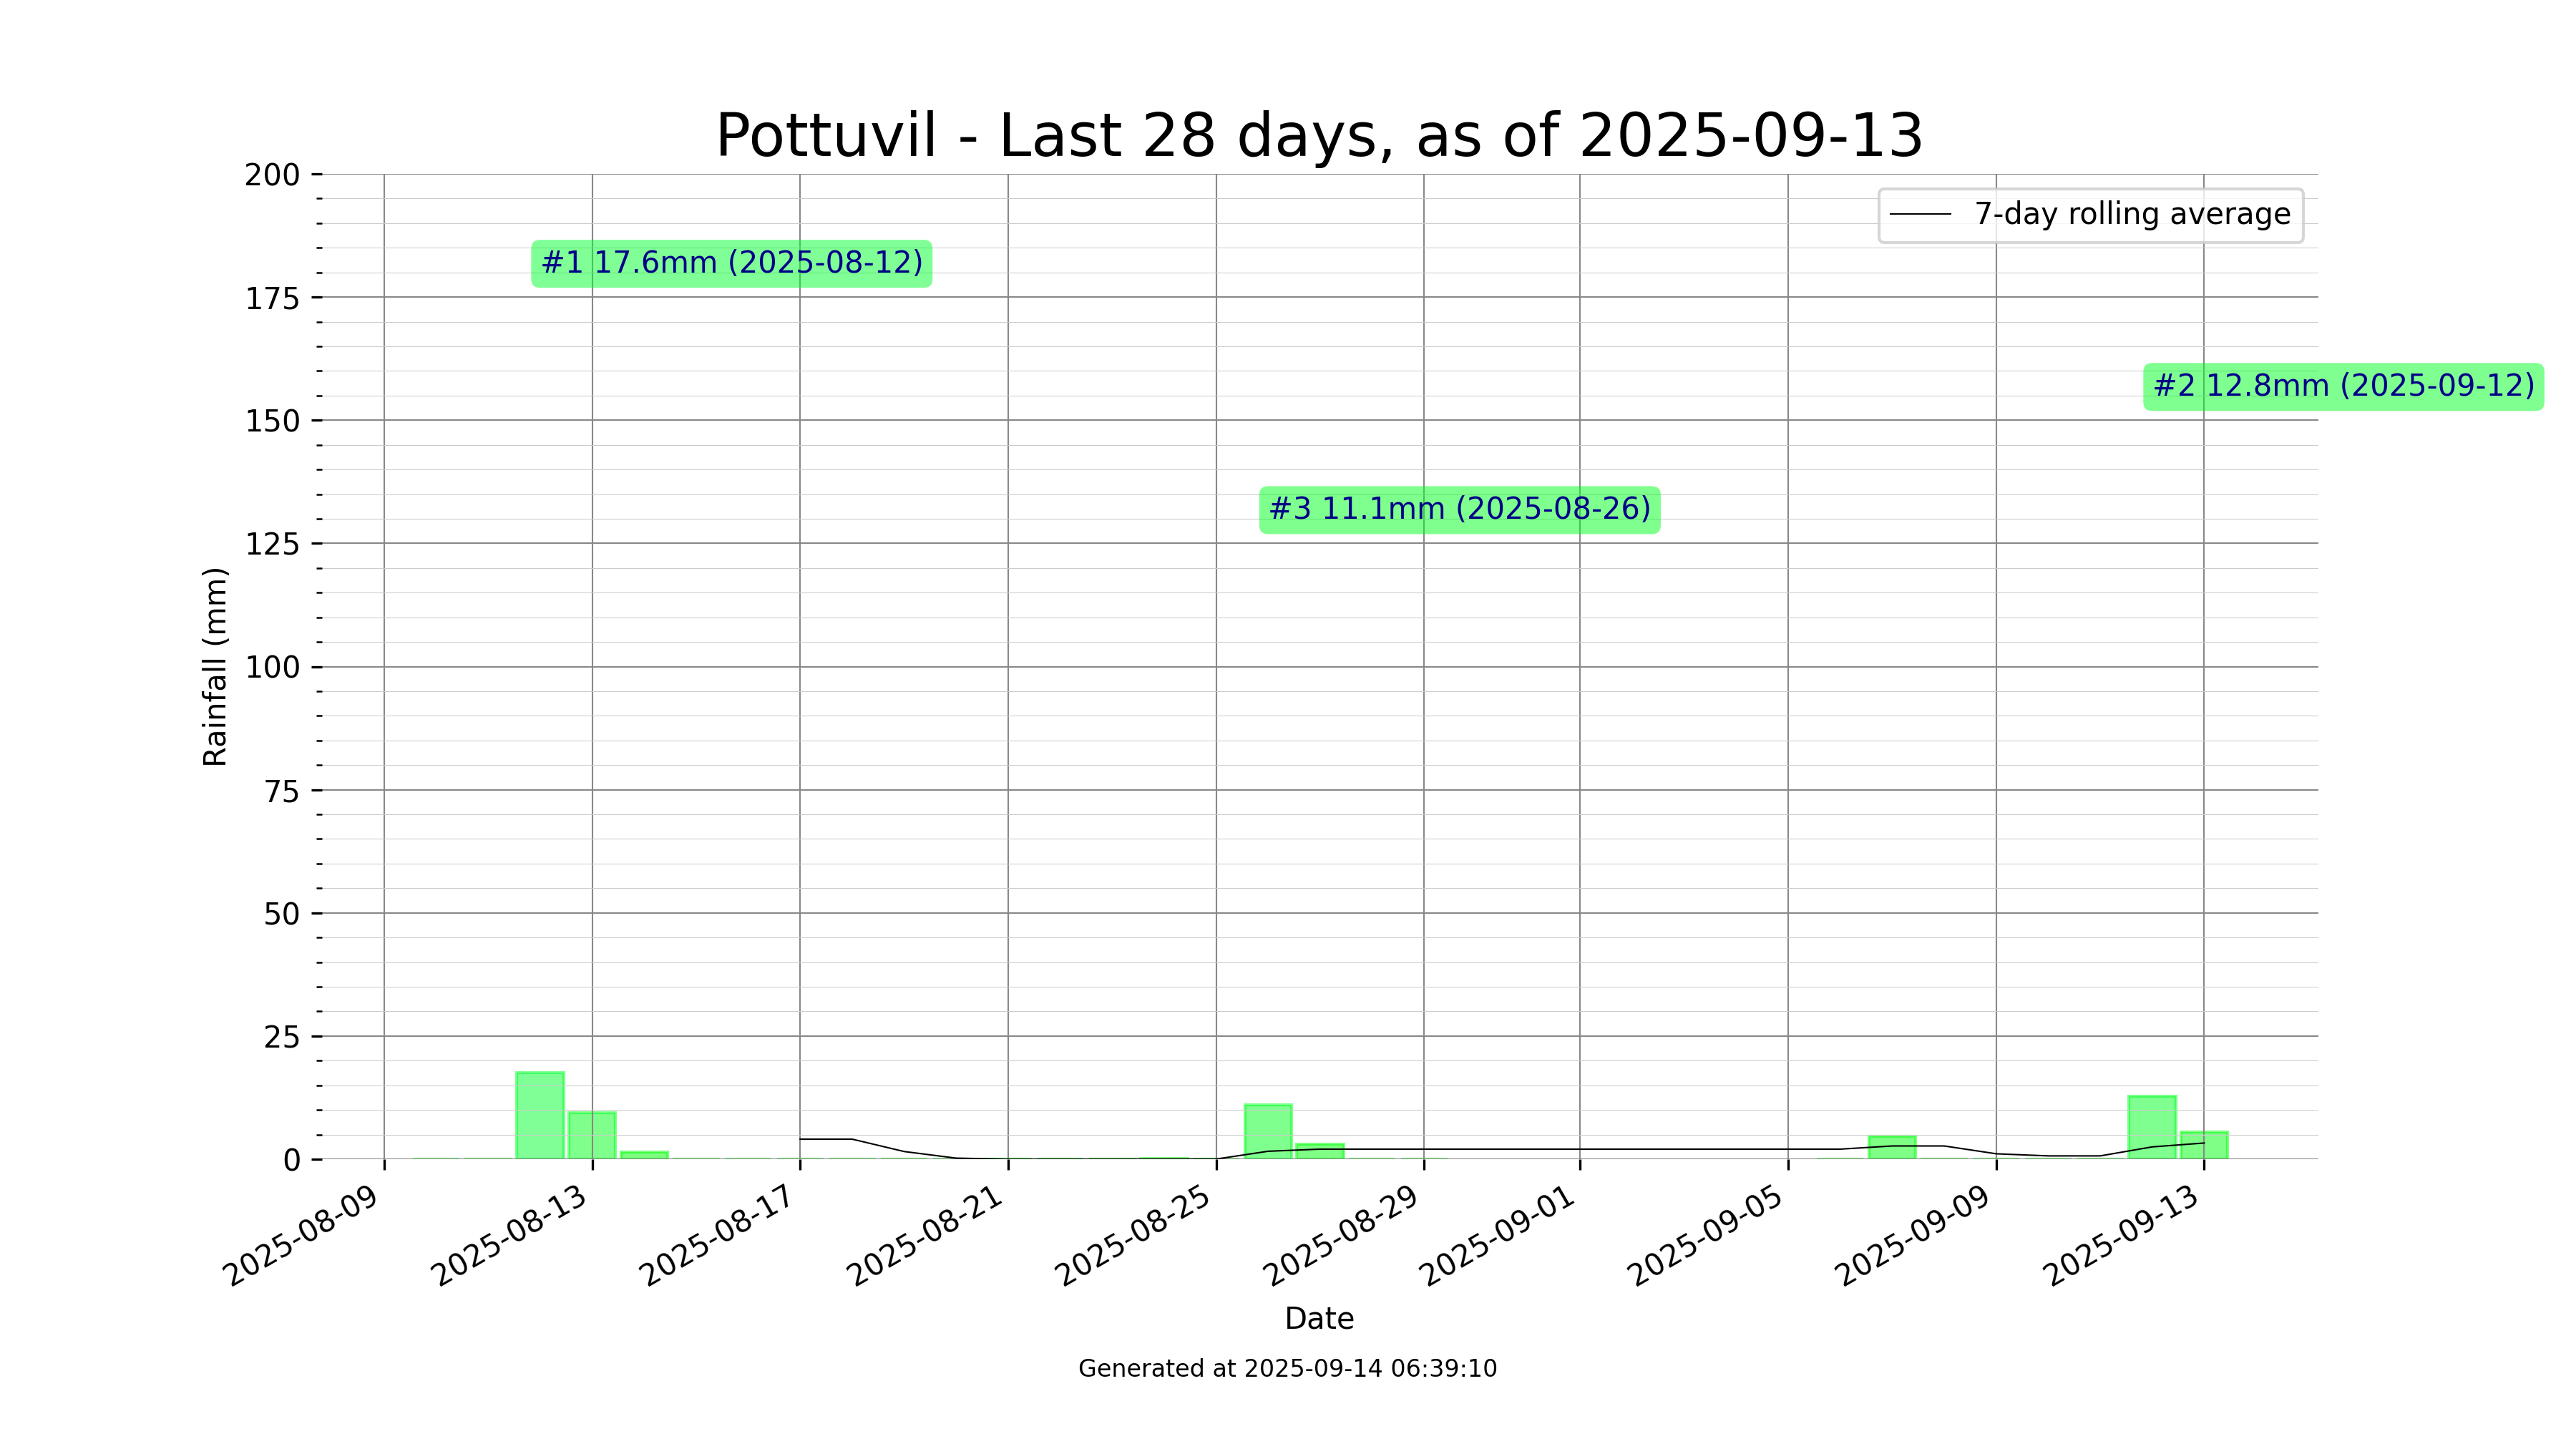 Pottuvil - Last 28 days, as of 2025-09-13
200
175
150
125
100
75
50
25
0
Rainfall (mm)
7-day rolling average
#1 17.6mm (2025-08-12)
#2 12.8mm (2025-09-12)
#3 11.1mm (2025-08-26)
2025-08-09
2025-08-13
2025-08-17
2025-08-21
2025-08-25
2025-08-29
2025-09-01
2025-09-05
2025-09-09
2025-09-13
Date
Generated at 2025-09-14 06:39:10